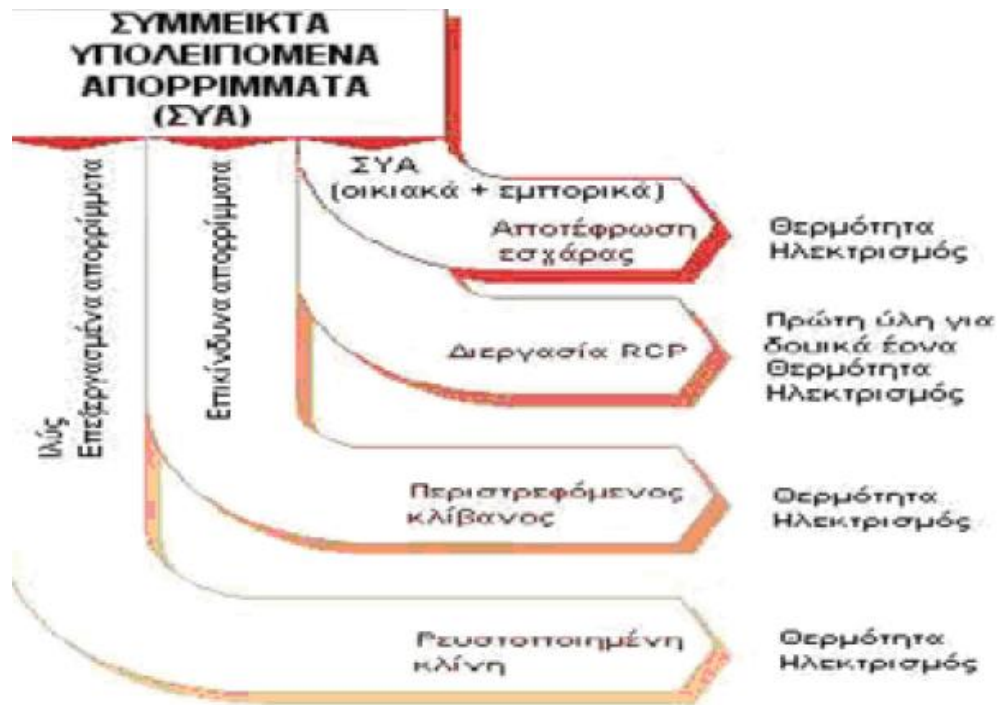 ΣΥΜΜΕΙΚΤΑ
ΥΠΟΛΕΙΠΟΜΕΝΑ
ΑΠΟΡΡΙΜΜΑΤΑ
(ΣΥΑ)
Ιλύς
Επεξεργασμένα απορρίμματα
Επικίνδυνα απορρίμματα
ΣΥΑ
(οικιακά + εμπορικά)
Αποτέφρωση
εσχάρας
Θερμότητα
Ηλεκτρισμός
Διεργασία RCP
Πρώτη ύλη για
δομικά έργα
Θερμότητα
Ηλεκτρισμός
Περιστρεφόμενος
κλίβανος
Θερμότητα
Ηλεκτρισμός
Ρευστοποιημένη
κλίνη
Θερμότητα
Ηλεκτρισμός